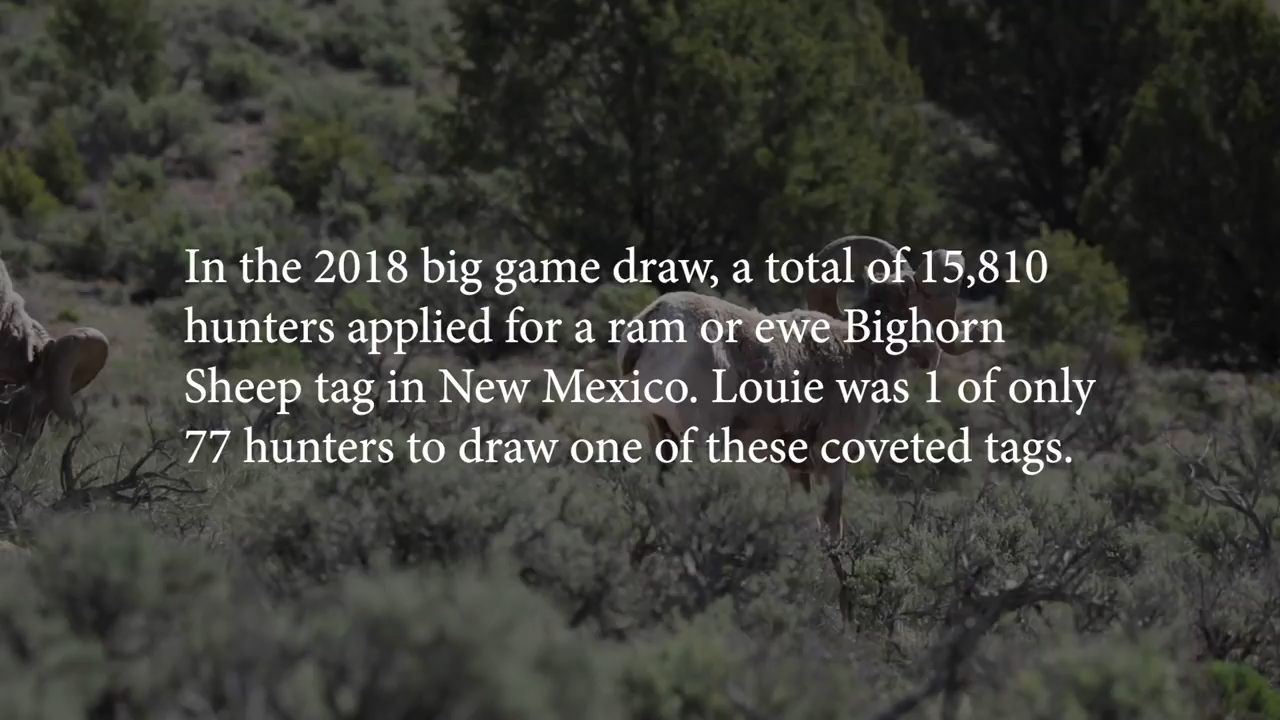 In the 2018 big game draw, a total of 15,810
hunters applied for a ram or ewe Bighorn
Sheep tag in New Mexico. Louie was 1 of only
77 hunters to draw one of these coveted tags.